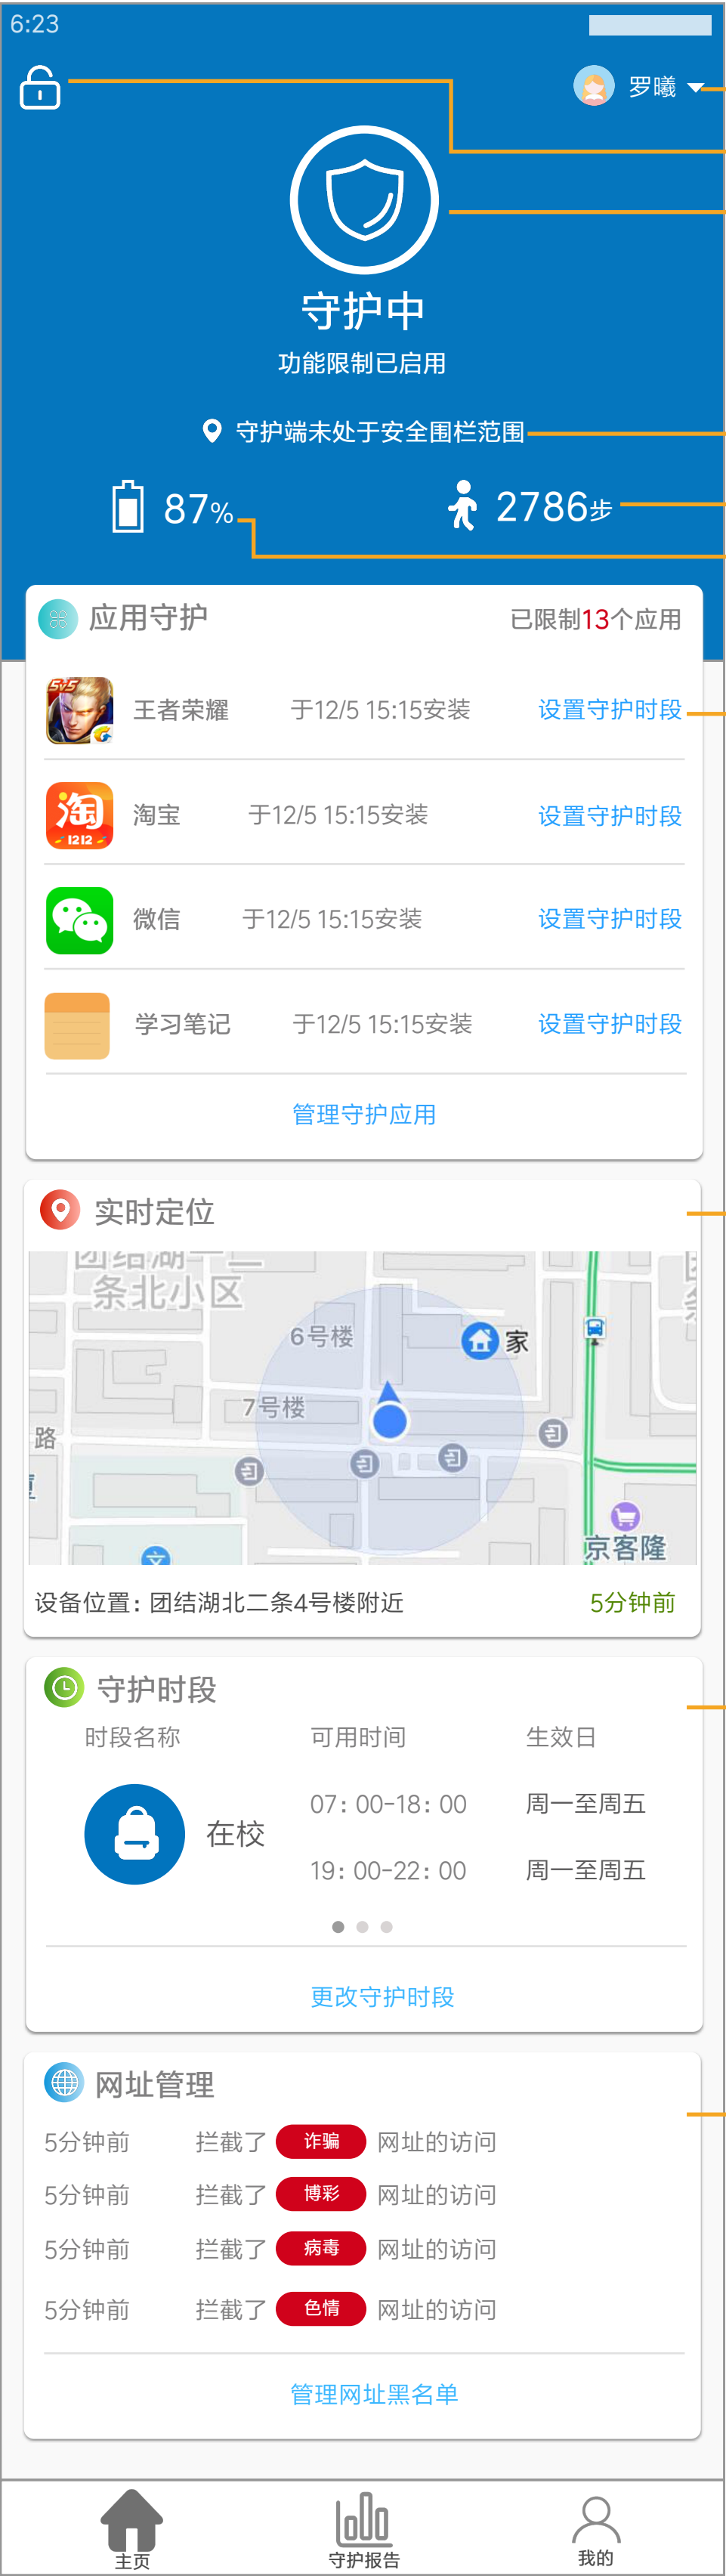 6:23
罗曦
守护中
功能限制已启用
守护端未处于安全围栏范围
87%
2786步
应用守护 已限制13个应用
5v5
王者荣耀 于12/5 15:15安装 设置守护时段
淘
1212
淘宝 于12/5 15:15安装 设置守护时段
微信 于12/5 15:15安装 设置守护时段
学习笔记 于12/5 15:15安装 设置守护时段
管理守护应用
实时定位
团结湖一二
条北小区
6号楼
家
7号楼
路
文
京客隆
设备位置：团结湖北二条4号楼附近 5分钟前
守护时段
时段名称 可用时间 生效日
07：00-18：00 周一至周五
在校
19：00-22：00 周一至周五
更改守护时段
网址管理
5分钟前 拦截了 诈骗 网址的访问
5分钟前 拦截了 博彩 网址的访问
5分钟前 拦截了 病毒 网址的访问
5分钟前 拦截了 色情 网址的访问
管理网址黑名单
主页 守护报告 我的